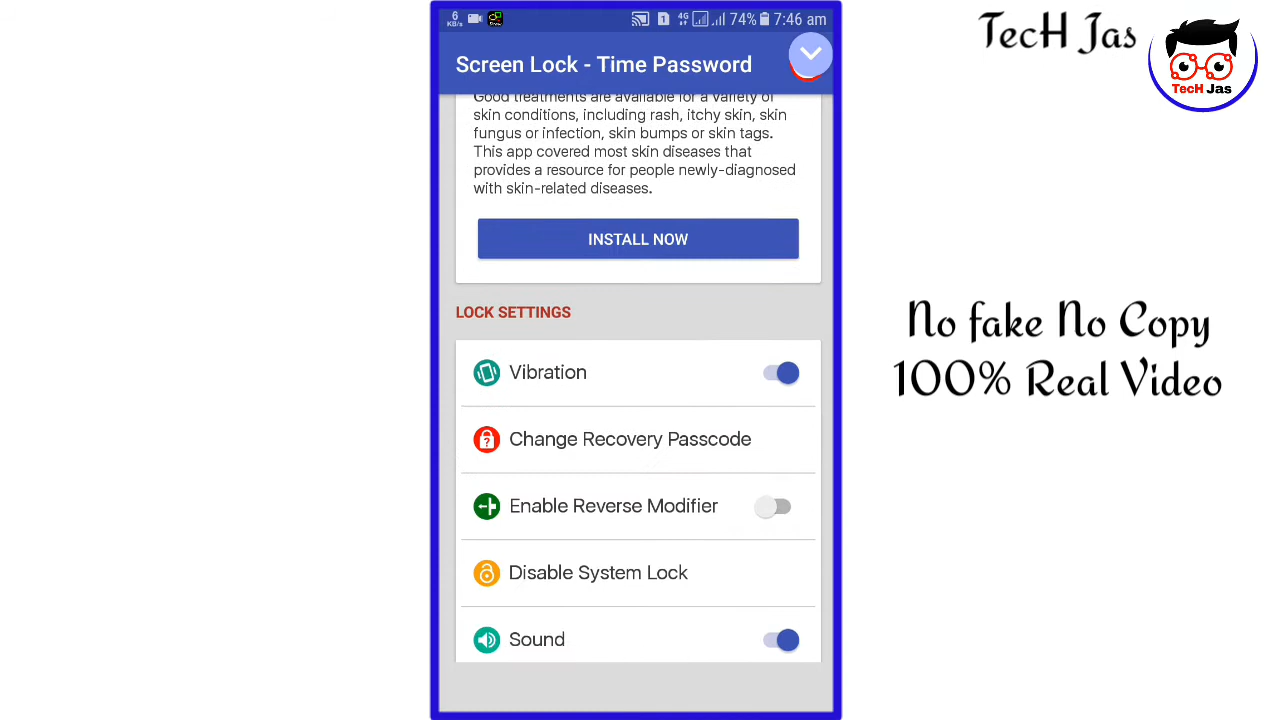 TecH Jas
TecH Jas
6
KB/s
1
4G
74%
7:46 am
Screen Lock - Time Password
Good treatments are available for a variety of
skin conditions, including rash, itchy skin, skin
fungus or infection, skin bumps or skin tags.
This app covered most skin diseases that
provides a resource for people newly-diagnosed
with skin-related diseases.
INSTALL NOW
LOCK SETTINGS
Vibration
Change Recovery Passcode
Enable Reverse Modifier
Disable System Lock
Sound
No fake No Copy
100% Real Video